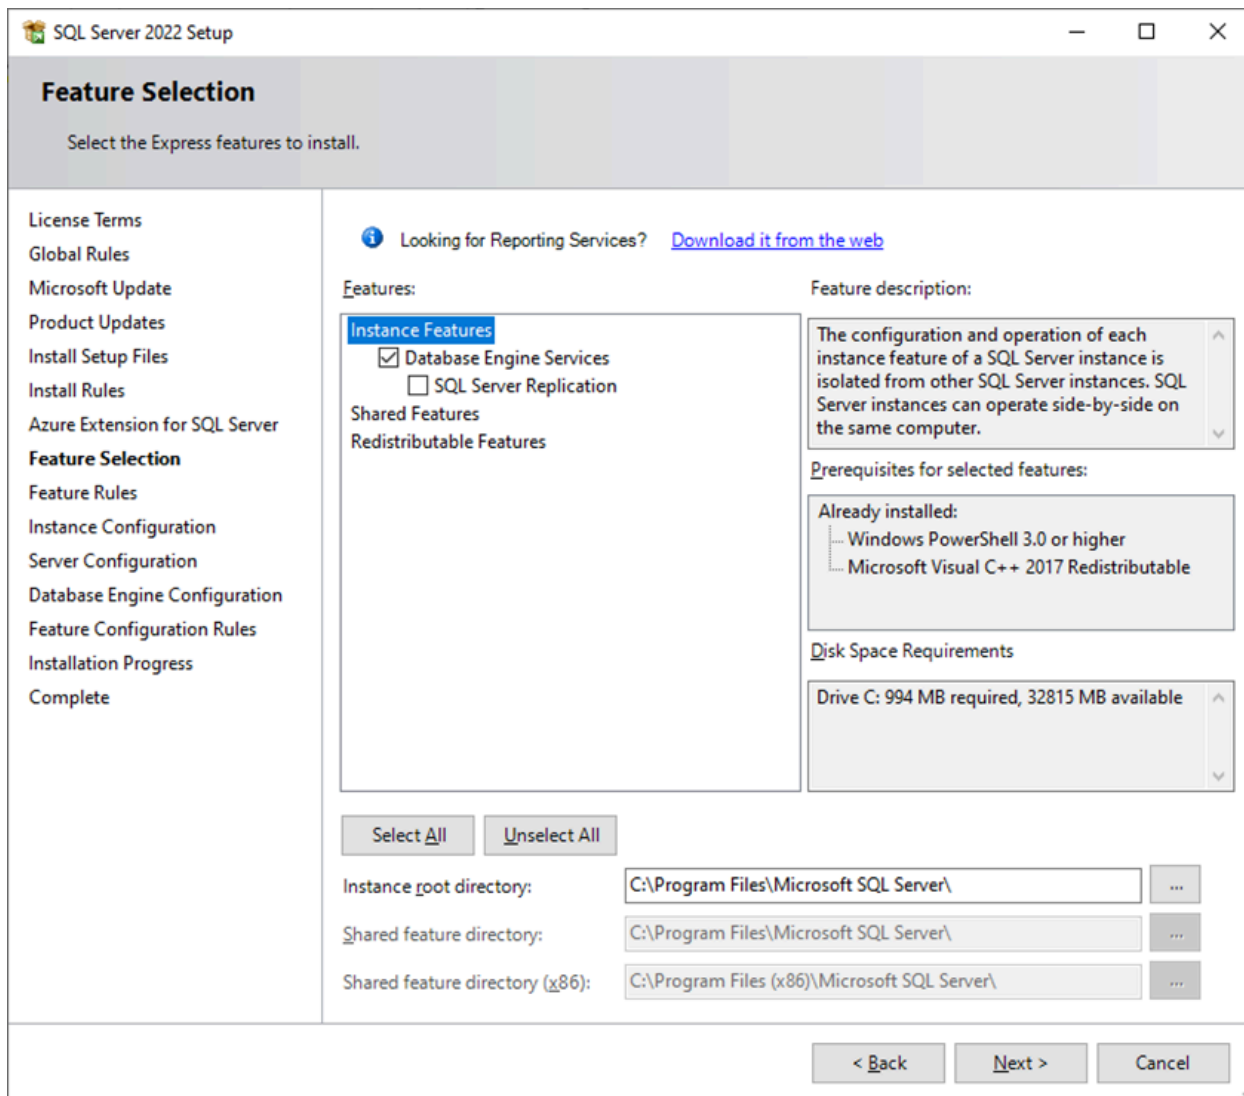 SQL Server 2022 Setup
Feature Selection
Select the Express features to install.
License Terms
Global Rules
Microsoft Update
Product Updates
Install Setup Files
Install Rules
Azure Extension for SQL Server
Feature Selection
Feature Rules
Instance Configuration
Server Configuration
Database Engine Configuration
Feature Configuration Rules
Installation Progress
Complete
Looking for Reporting Services? Download it from the web
Features:
Instance Features
Database Engine Services
SQL Server Replication
Shared Features
Redistributable Features
Feature description:
The configuration and operation of each
instance feature of a SQL Server instance is
isolated from other SQL Server instances. SQL
Server instances can operate side-by-side on
the same computer.
Prerequisites for selected features:
Already installed:
Windows PowerShell 3.0 or higher
Microsoft Visual C++ 2017 Redistributable
Disk Space Requirements
Drive C: 994 MB required, 32815 MB available
Select All
Unselect All
Instance root directory: C:\Program Files\Microsoft SQL Server\ ...
Shared feature directory: C:\Program Files\Microsoft SQL Server\ ...
Shared feature directory (x86): C:\Program Files (x86)\Microsoft SQL Server\ ...
< Back
Next >
Cancel